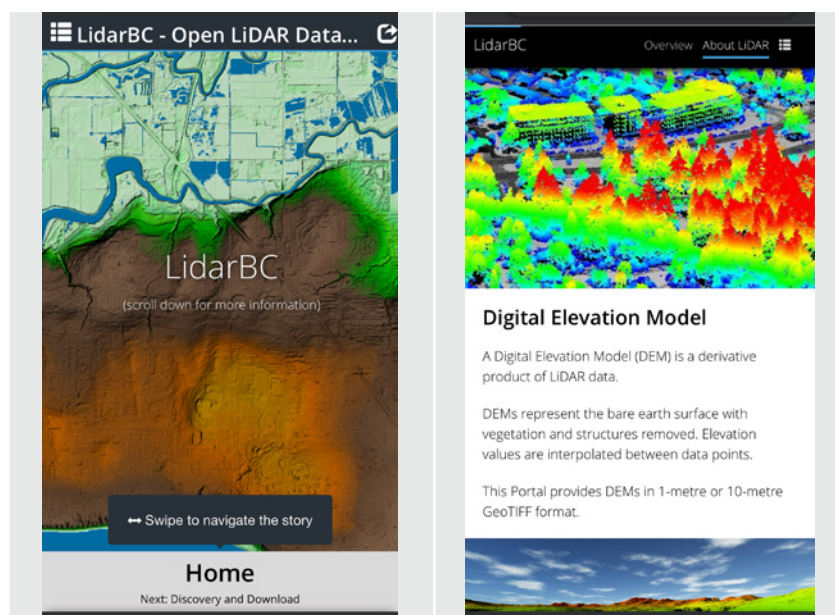 LidarBC - Open LiDAR Data...
LidarBC
(scroll down for more information)
Swipe to navigate the story
Home
Next: Discovery and Download
LidarBC
Overview About LiDAR
Digital Elevation Model
A Digital Elevation Model (DEM) is a derivative
product of LiDAR data.
DEMs represent the bare earth surface with
vegetation and structures removed. Elevation
values are interpolated between data points.
This Portal provides DEMs in 1-metre or 10-metre
GeoTIFF format.